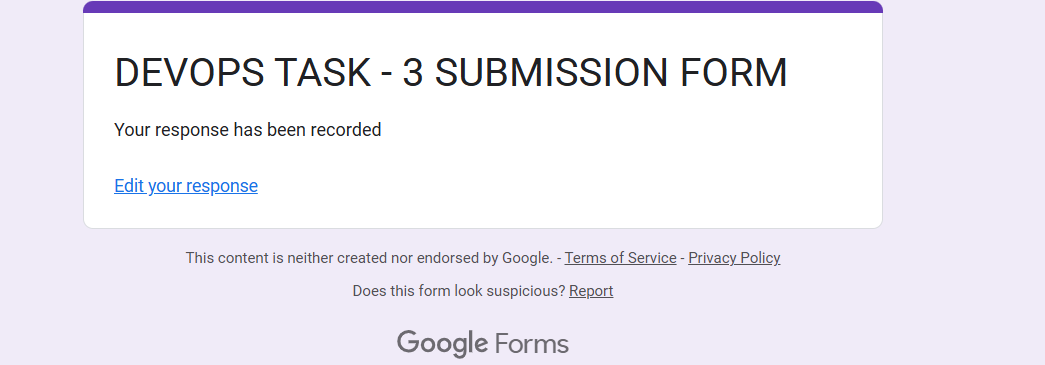 DEVOPS TASK - 3 SUBMISSION FORM
Your response has been recorded
Edit your response
This content is neither created nor endorsed by Google. - Terms of Service - Privacy Policy
Does this form look suspicious? Report
Google Forms